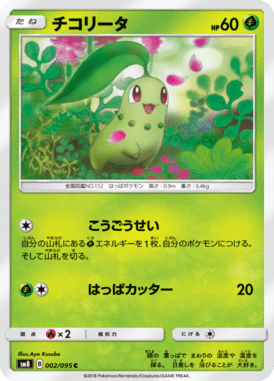 たね
チコリータ
HP60
全国図鑑NO.152 はっぱポケモン 高さ:0.9m 重さ:6.4kg
こうごうせい
自分の山札にあるエネルギーを1枚、自分のポケモンにつける。
そして山札を切る。
はっぱカッター 20
弱点 ×2 抵抗力 にげる
Illus.Ayo Kusube
sm8 002/095 C
©2018 Pokémon/Nintendo/Creatures/GAME FREAK.